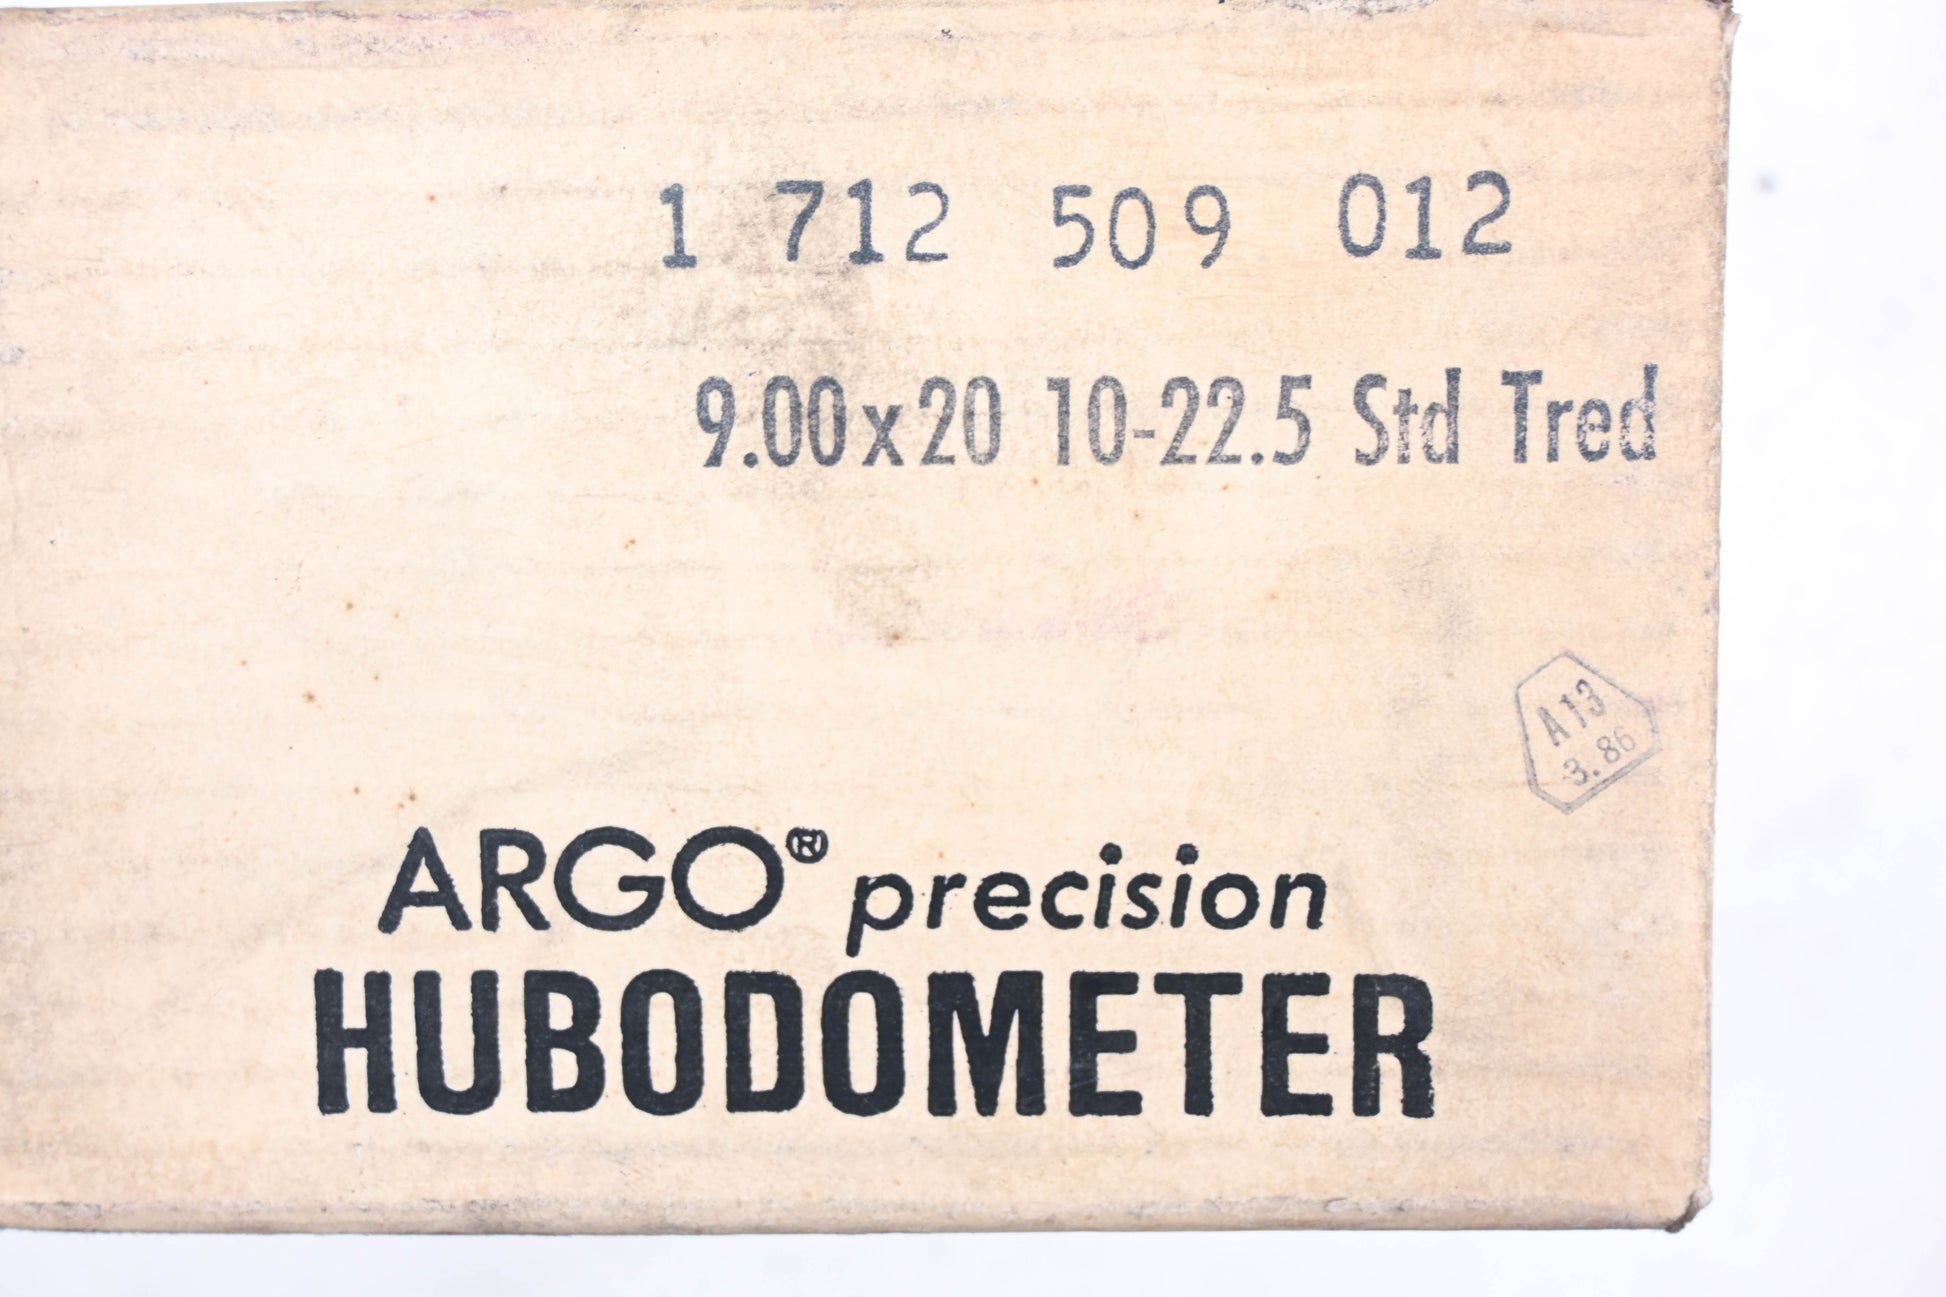 1 712 509 012
9.00x20 10-22.5 Std Tred
A13
3.86
ARGO® precision
HUBODOMETER